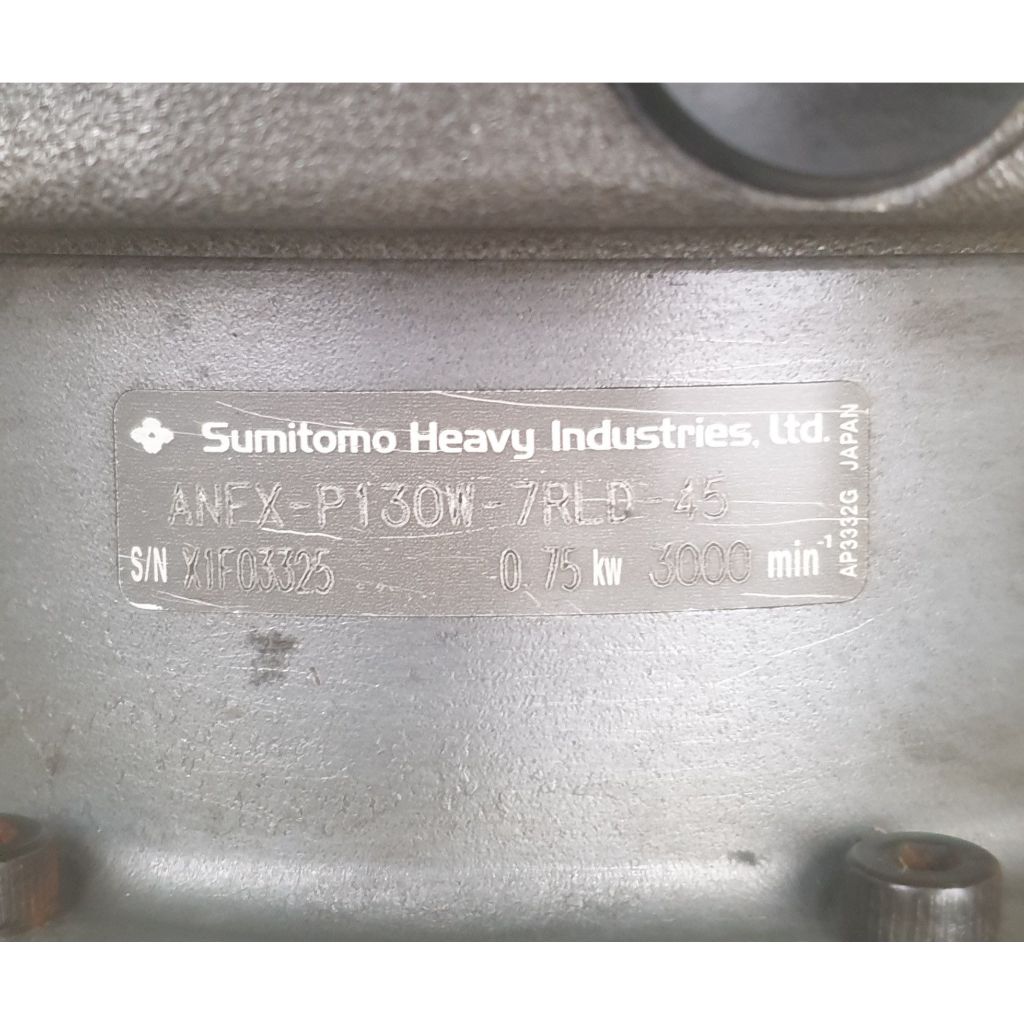 Sumitomo Heavy Industries, Ltd.
ANFX-P130W-7RLD-45
S/N X1F03325 0.75 kw 3000 min-1
AP3332G JAPAN